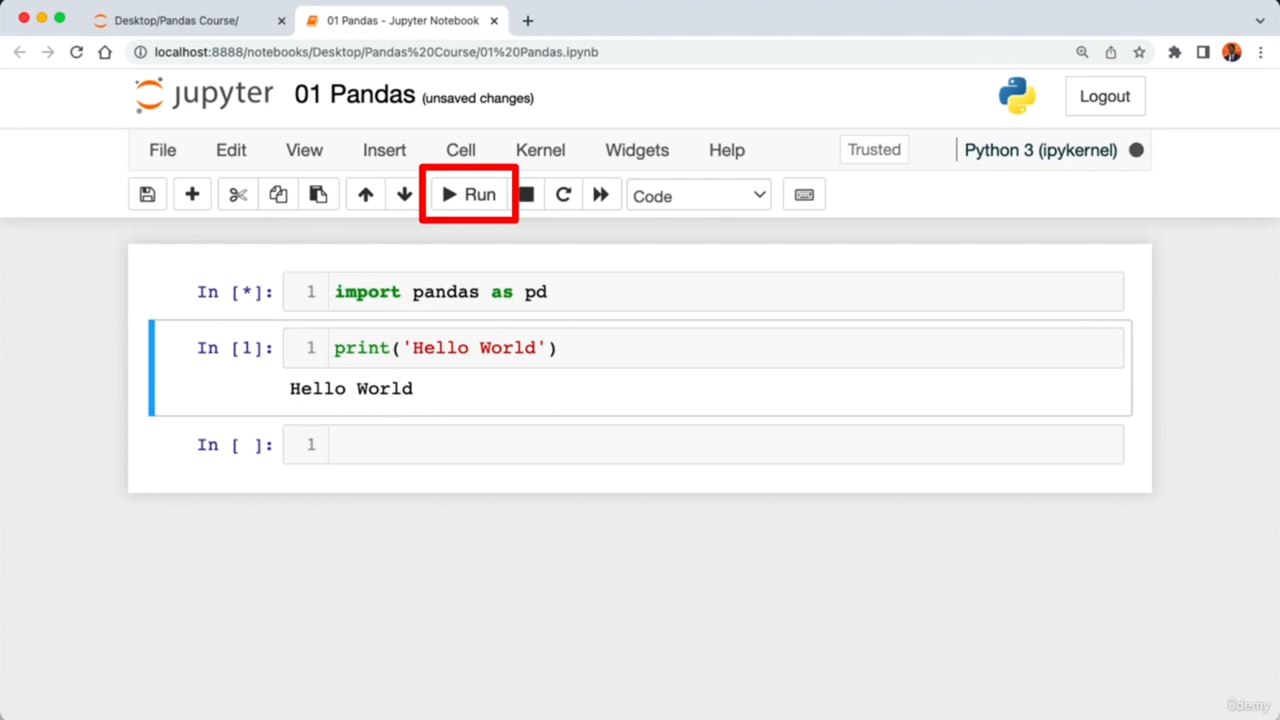 Desktop/Pandas Course/
01 Pandas - Jupyter Notebook
localhost:8888/notebooks/Desktop/Pandas%20Course/01%20Pandas.ipynb
jupyter 01 Pandas (unsaved changes)
Logout
File Edit View Insert Cell Kernel Widgets Help Trusted Python 3 (ipykernel)
Run Code
In [*]: 1 import pandas as pd
In [1]: 1 print('Hello World')
Hello World
In [ ]: 1
ûdemy